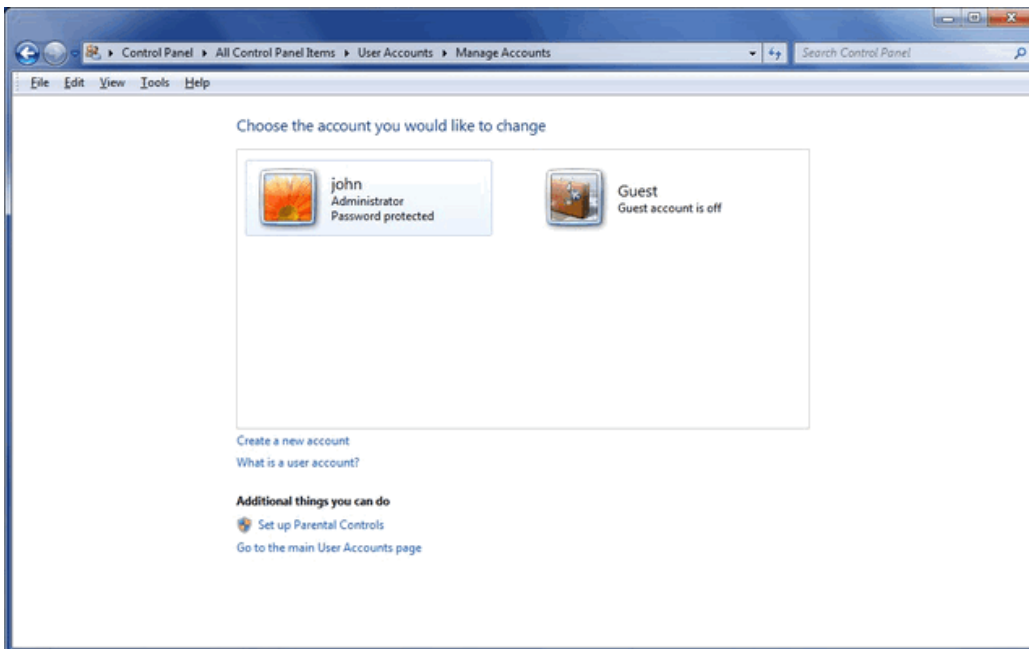 Control Panel ▸ All Control Panel Items ▸ User Accounts ▸ Manage Accounts
Search Control Panel
File Edit View Tools Help
Choose the account you would like to change
john
Administrator
Password protected
Guest
Guest account is off
Create a new account
What is a user account?
Additional things you can do
Set up Parental Controls
Go to the main User Accounts page